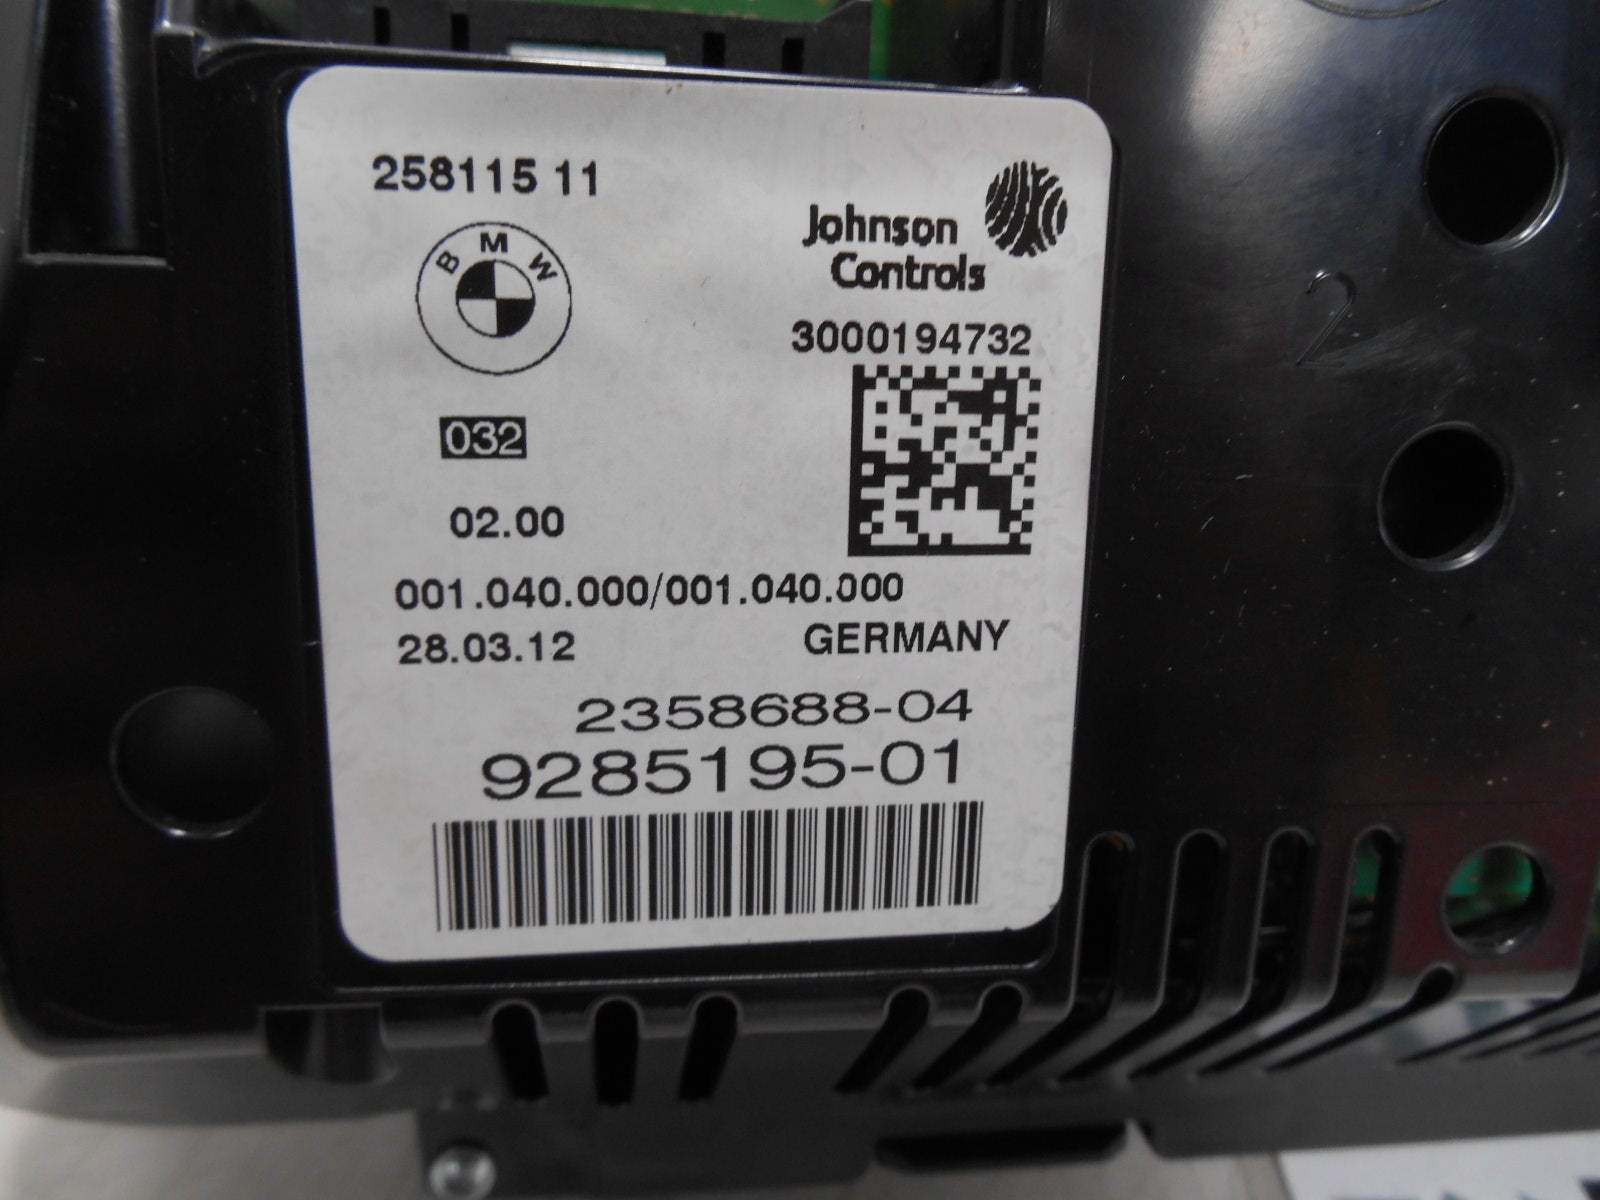 258115 11
BMW
Johnson
Controls
3000194732
032
02.00
001.040.000/001.040.000
28.03.12
GERMANY
2358688-04
9285195-01
2